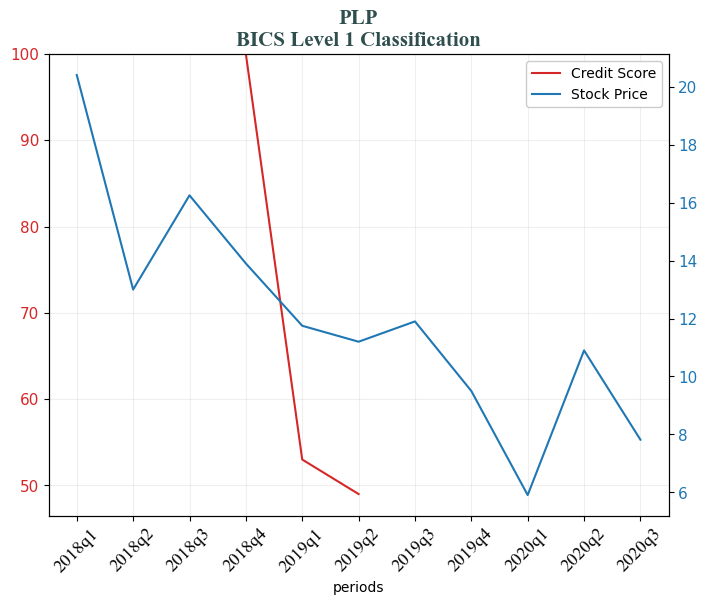 PLP
BICS Level 1 Classification
Credit Score
Stock Price
100
90
80
70
60
50
20
18
16
14
12
10
8
6
2018q1
2018q2
2018q3
2018q4
2019q1
2019q2
2019q3
2019q4
2020q1
2020q2
2020q3
periods